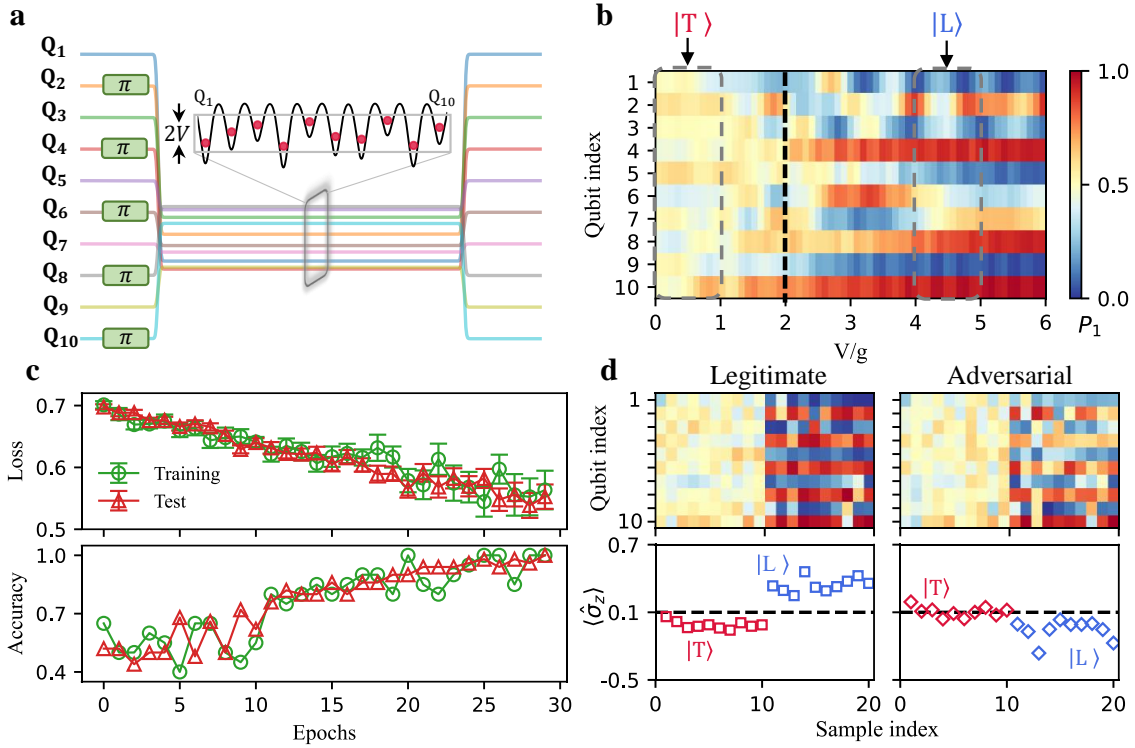 a
Q1
Q2
Q3
Q4
Q5
Q6
Q7
Q8
Q9
Q10
π
π
π
π
π
2V
Q1
Q10
b
|T⟩
|L⟩
Qubit index
1
2
3
4
5
6
7
8
9
10
0
1
2
3
4
5
6
V/g
1.0
0.5
0.0
P1
c
Loss
0.7
0.6
0.5
Training
Test
Accuracy
1.0
0.7
0.4
0
5
10
15
20
25
30
Epochs
d
Legitimate
Adversarial
Qubit index
1
10
⟨σ̂z⟩
0.7
0.1
-0.5
|L⟩
|T⟩
|T⟩
|L⟩
0
10
20
0
10
20
Sample index